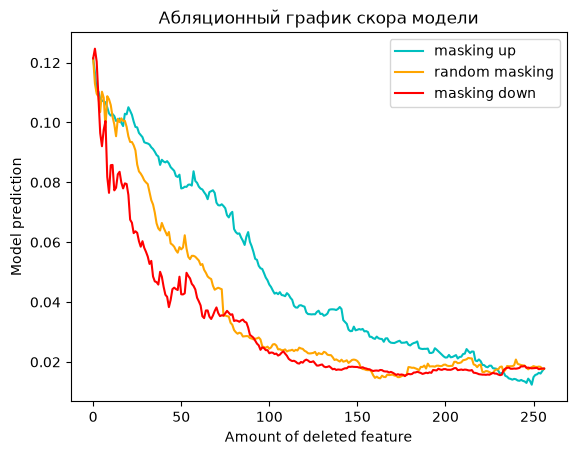 Абляционный график скора модели
masking up
random masking
masking down
Model prediction
0.12
0.10
0.08
0.06
0.04
0.02
0
50
100
150
200
250
Amount of deleted feature